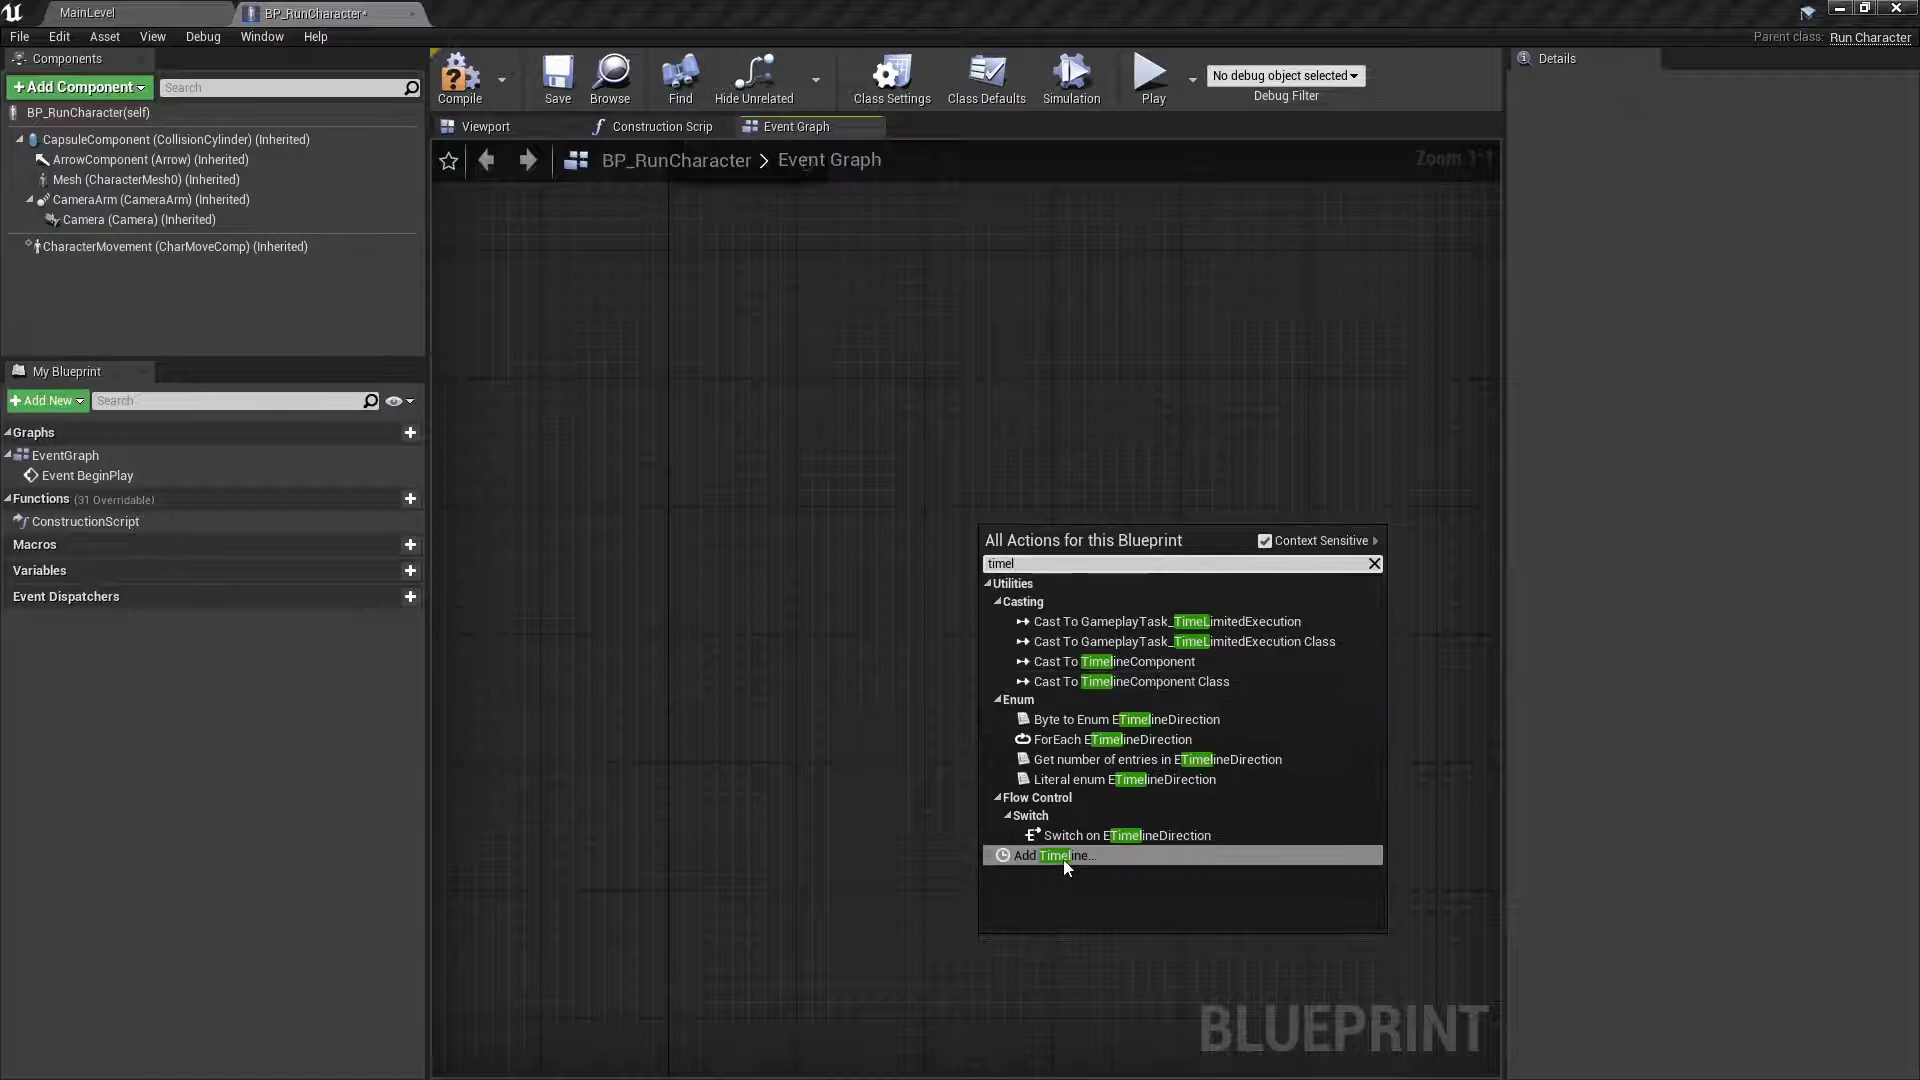 MainLevel
BP_RunCharacter*
File Edit Asset View Debug Window Help
Parent class: Run Character
Components
+Add Component
Search
BP_RunCharacter(self)
CapsuleComponent (CollisionCylinder) (Inherited)
ArrowComponent (Arrow) (Inherited)
Mesh (CharacterMesh0) (Inherited)
CameraArm (CameraArm) (Inherited)
Camera (Camera) (Inherited)
CharacterMovement (CharMoveComp) (Inherited)
My Blueprint
+Add New
Search
Graphs
EventGraph
Event BeginPlay
Functions (31 Overridable)
ConstructionScript
Macros
Variables
Event Dispatchers
Compile Save Browse Find Hide Unrelated Class Settings Class Defaults Simulation Play
No debug object selected
Debug Filter
Viewport
Construction Scrip
Event Graph
BP_RunCharacter > Event Graph
Zoom 1:1
All Actions for this Blueprint
Context Sensitive
timel
Utilities
Casting
Cast To GameplayTask_TimeLimitedExecution
Cast To GameplayTask_TimeLimitedExecution Class
Cast To TimelineComponent
Cast To TimelineComponent Class
Enum
Byte to Enum ETimelineDirection
ForEach ETimelineDirection
Get number of entries in ETimelineDirection
Literal enum ETimelineDirection
Flow Control
Switch
Switch on ETimelineDirection
Add Timeline...
BLUEPRINT
Details